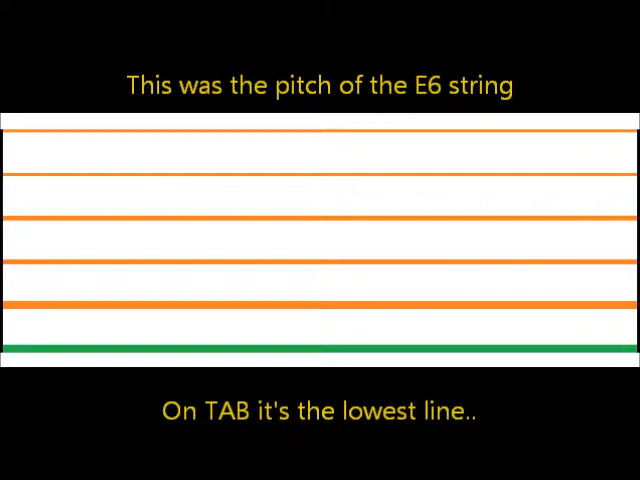 This was the pitch of the E6 string
On TAB it's the lowest line..